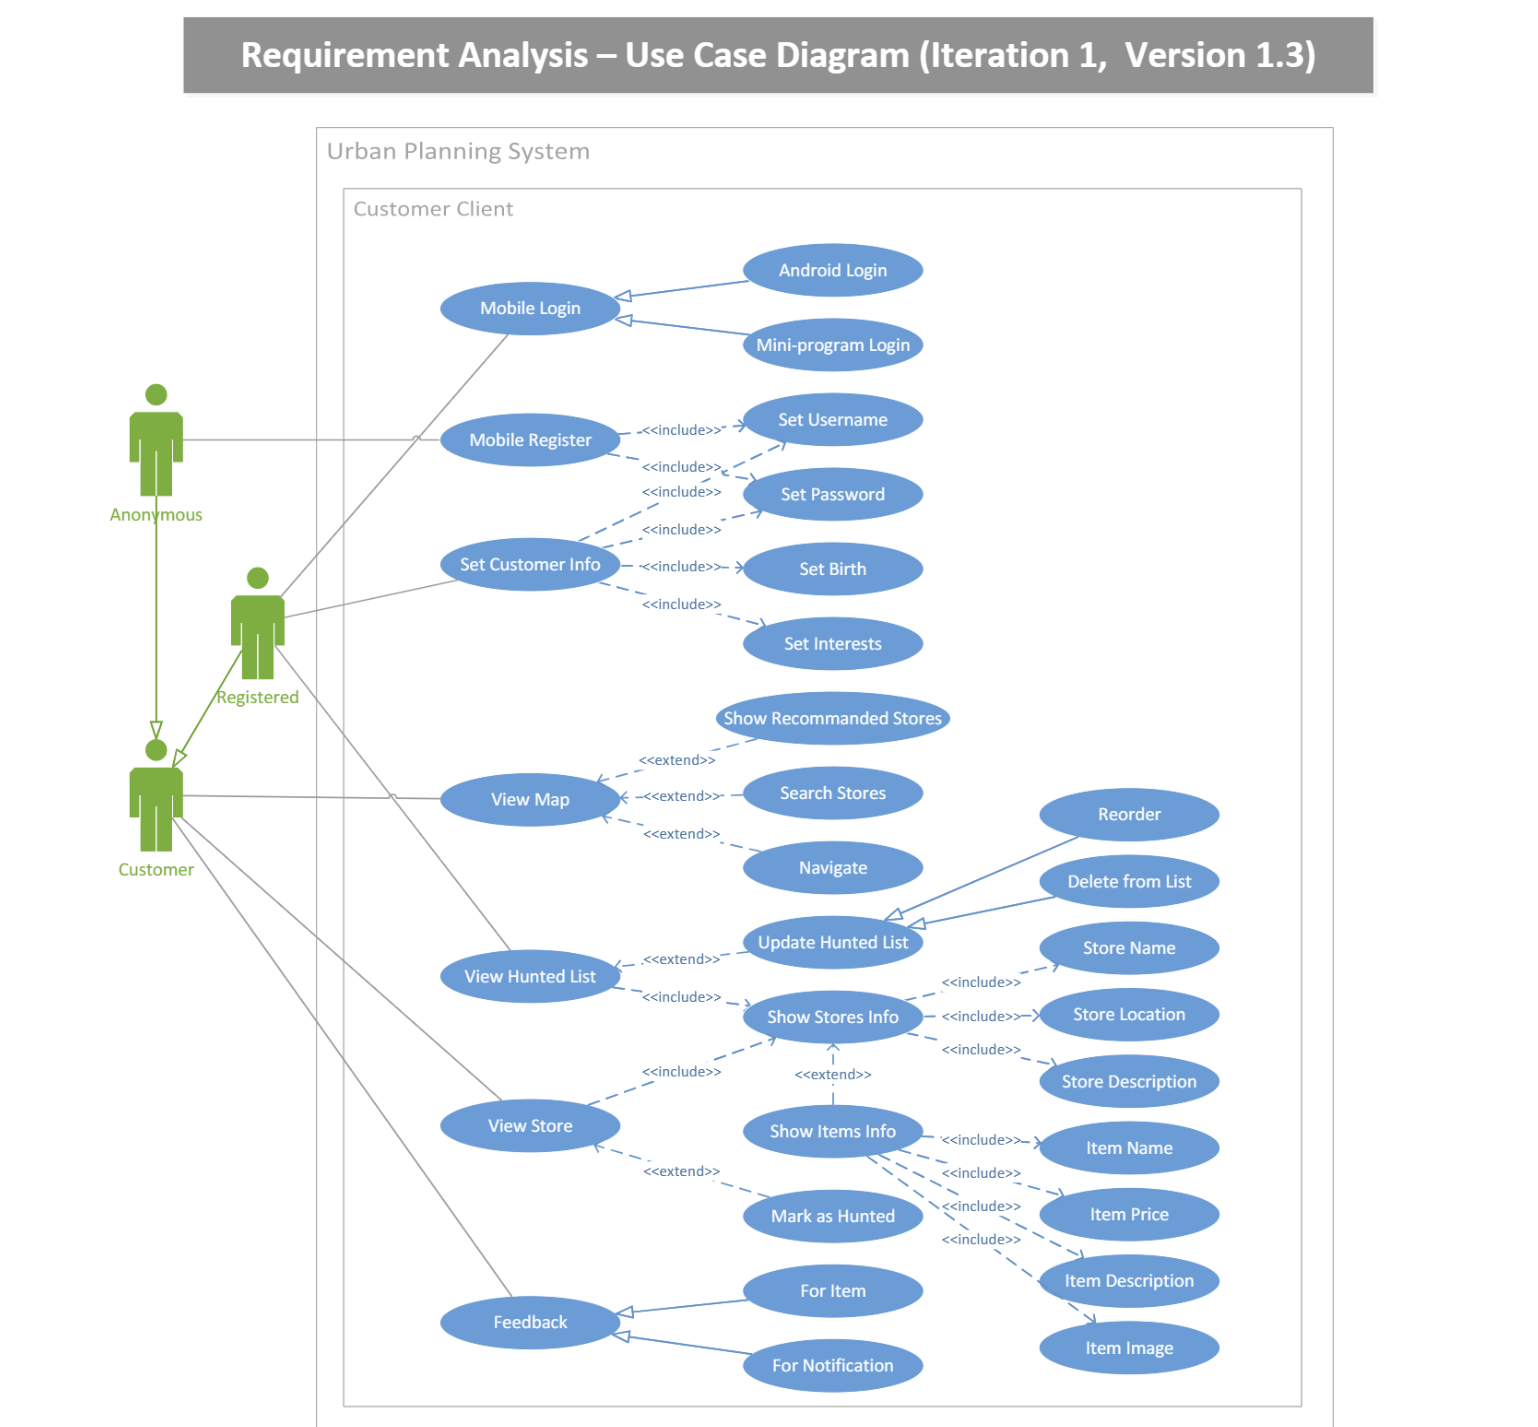 Requirement Analysis – Use Case Diagram (Iteration 1,  Version 1.3)
Urban Planning System
Customer Client
Android Login
Mobile Login
Mini-program Login
Set Username
<<include>>
Mobile Register
<<include>>
<<include>>
Set Password
Anonymous
<<include>>
Set Customer Info
<<include>>
Set Birth
<<include>>
Set Interests
Registered
Show Recommanded Stores
<<extend>>
Search Stores
<<extend>>
View Map
Reorder
<<extend>>
Navigate
Customer
Delete from List
Update Hunted List
Store Name
<<extend>>
View Hunted List
<<include>>
<<include>>
Show Stores Info
<<include>>
Store Location
<<include>>
<<include>>
<<extend>>
Store Description
View Store
Show Items Info
<<include>>
Item Name
<<extend>>
<<include>>
<<include>>
Mark as Hunted
Item Price
<<include>>
Item Description
For Item
Feedback
Item Image
For Notification